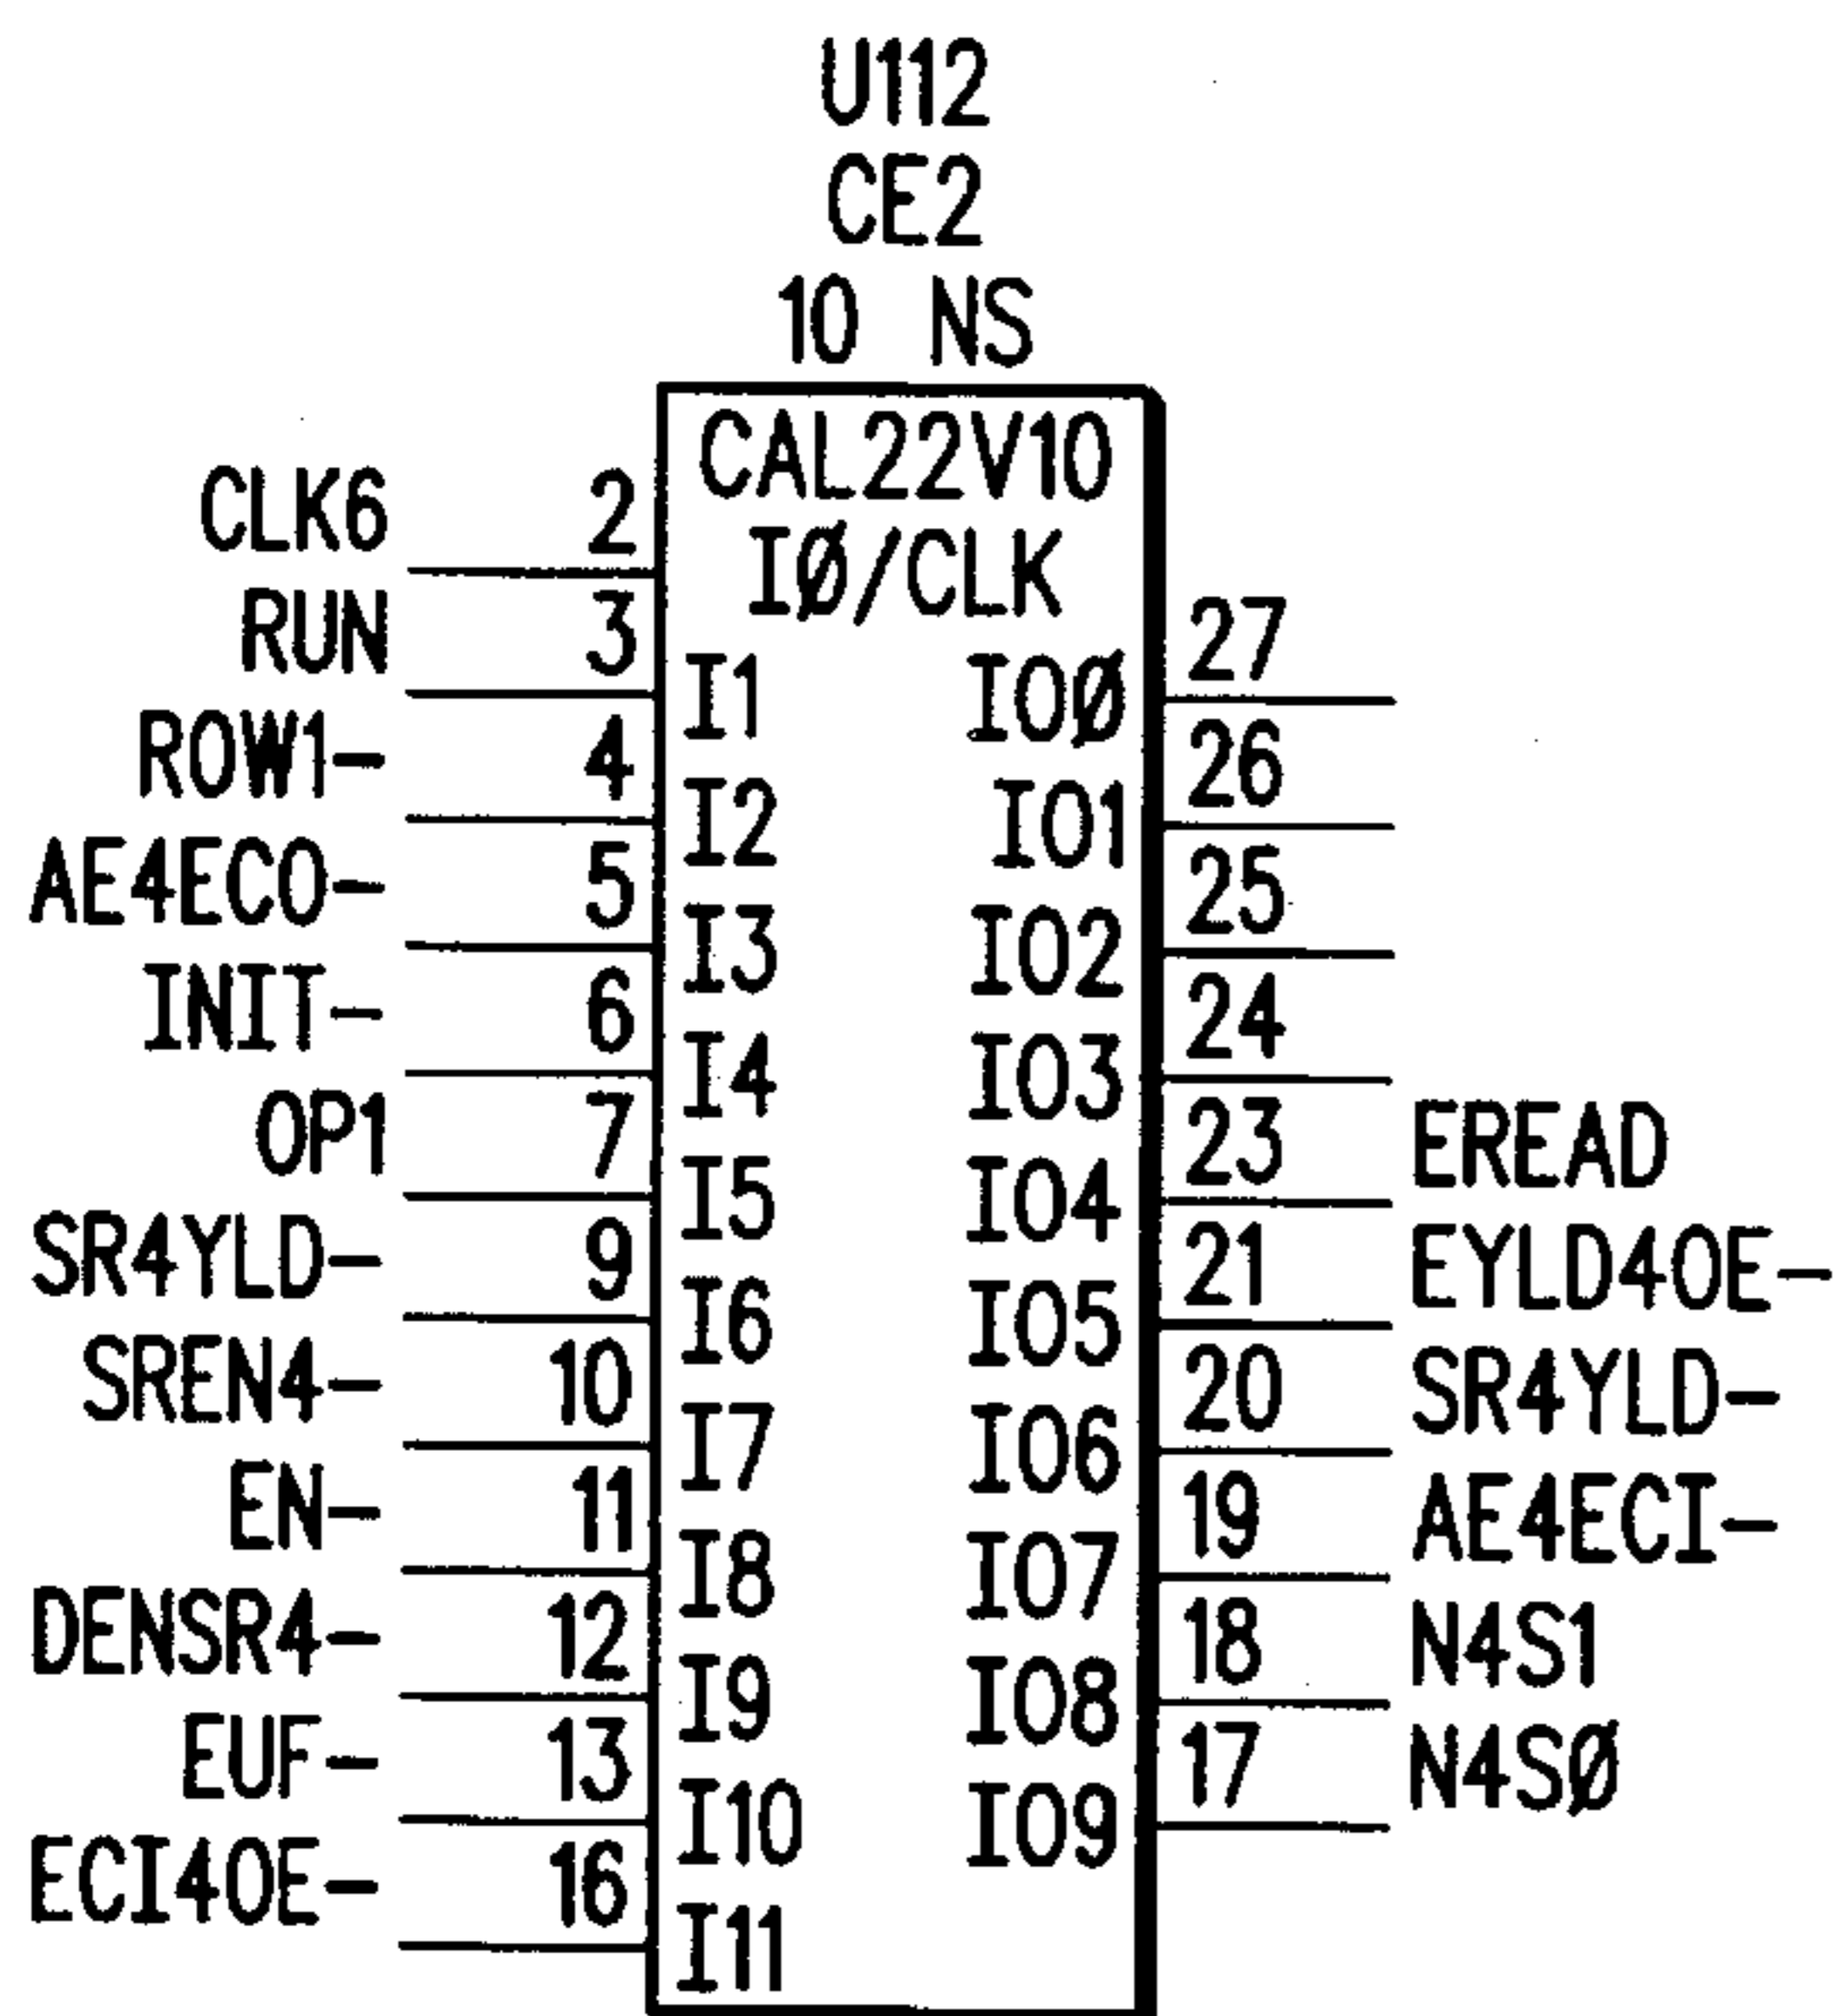 U112
CE2
10 NS
CAL22V10
CLK6 2 IØ/CLK
RUN 3 I1 IOØ 27
ROW1- 4 I2 IO1 26
AE4ECO- 5 I3 IO2 25
INIT- 6 I4 IO3 24
OP1 7 I5 IO4 23 EREAD
SR4YLD- 9 I6 IO5 21 EYLD4OE-
SREN4- 10 I7 IO6 20 SR4YLD-
EN- 11 I8 IO7 19 AE4ECI-
DENSR4- 12 I9 IO8 18 N4S1
EUF- 13 I10 IO9 17 N4SØ
ECI4OE- 16 I11